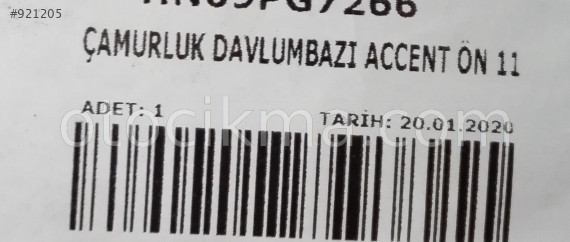 #921205
ÇAMURLUK DAVLUMBAZI ACCENT ÖN 11
ADET: 1
TARİH: 20.01.2020
otocikma.com